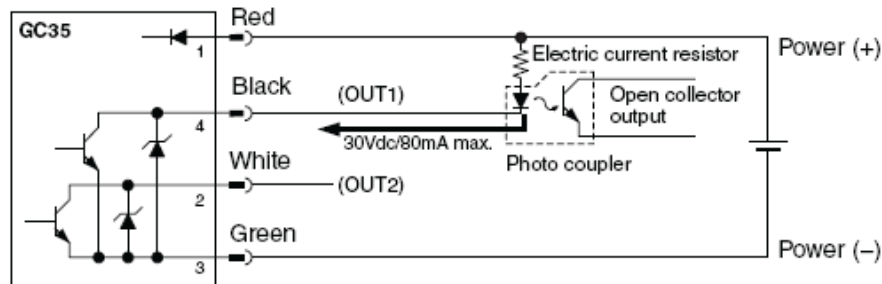 GC35
Red
1
Power (+)
Electric current resistor
Black
(OUT1)
4
Open collector
output
30Vdc/80mA max.
Photo coupler
White
(OUT2)
2
Green
3
Power (−)